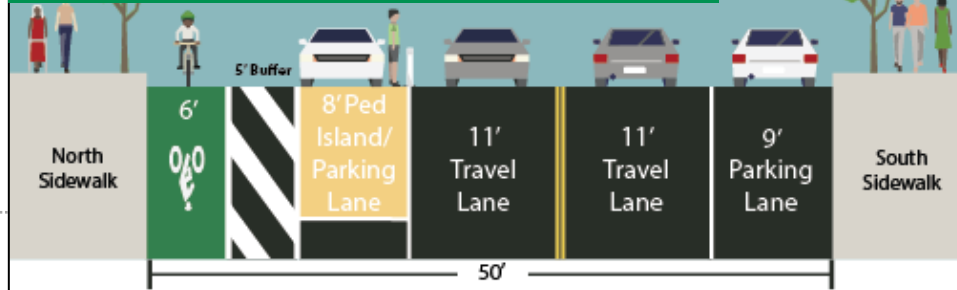 5' Buffer
6'
8' Ped
Island/
Parking
Lane
11'
Travel
Lane
11'
Travel
Lane
9'
Parking
Lane
North
Sidewalk
South
Sidewalk
50'